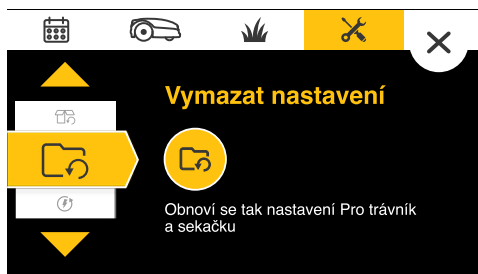 Vymazat nastavení
Obnoví se tak nastavení Pro trávník
a sekačku